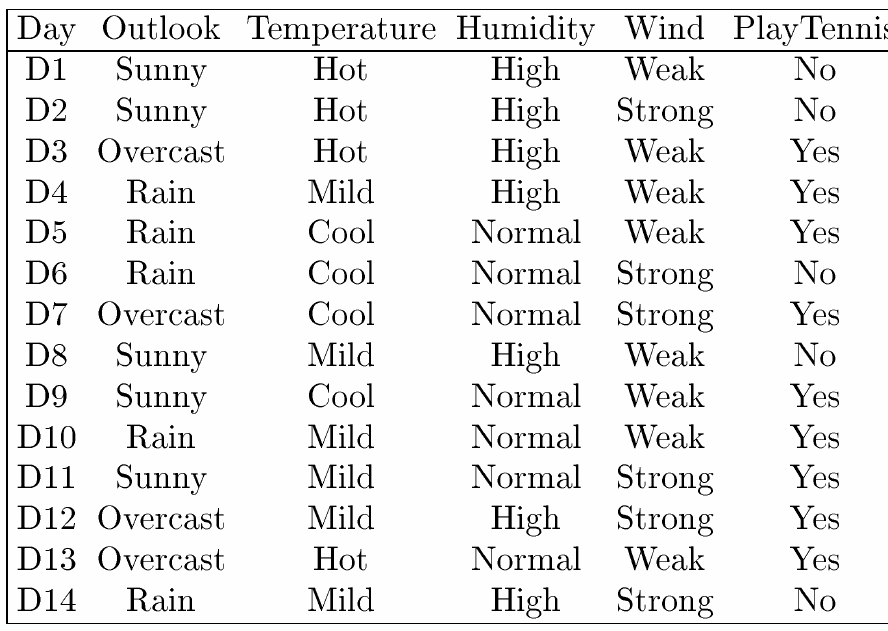 Day Outlook Temperature Humidity Wind PlayTennis
D1 Sunny Hot High Weak No
D2 Sunny Hot High Strong No
D3 Overcast Hot High Weak Yes
D4 Rain Mild High Weak Yes
D5 Rain Cool Normal Weak Yes
D6 Rain Cool Normal Strong No
D7 Overcast Cool Normal Strong Yes
D8 Sunny Mild High Weak No
D9 Sunny Cool Normal Weak Yes
D10 Rain Mild Normal Weak Yes
D11 Sunny Mild Normal Strong Yes
D12 Overcast Mild High Strong Yes
D13 Overcast Hot Normal Weak Yes
D14 Rain Mild High Strong No